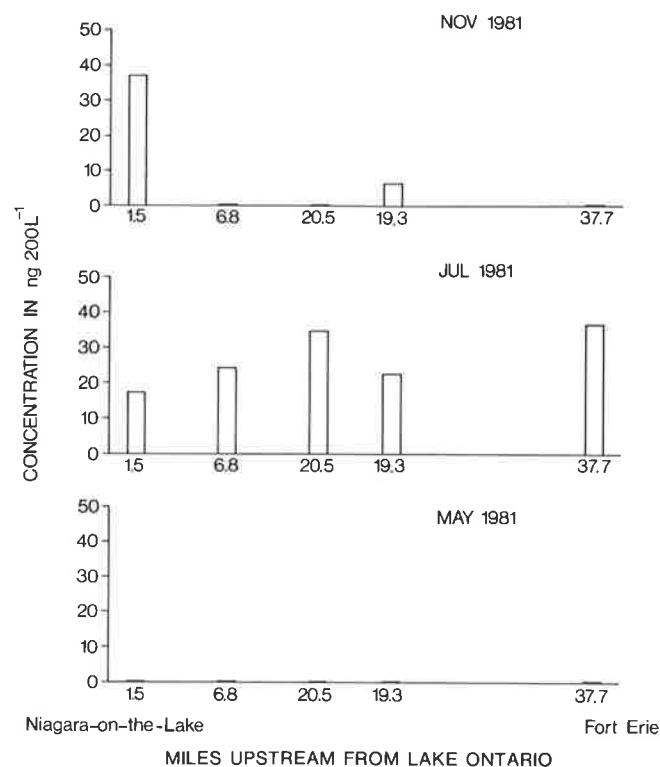 NOV 1981
50
40
30
20
10
0
1.5 6.8 20.5 19.3 37.7
JUL 1981
50
40
30
20
10
0
1.5 6.8 20.5 19.3 37.7
MAY 1981
50
40
30
20
10
0
1.5 6.8 20.5 19.3 37.7
CONCENTRATION IN ng 200L⁻¹
Niagara-on-the-Lake Fort Erie
MILES UPSTREAM FROM LAKE ONTARIO